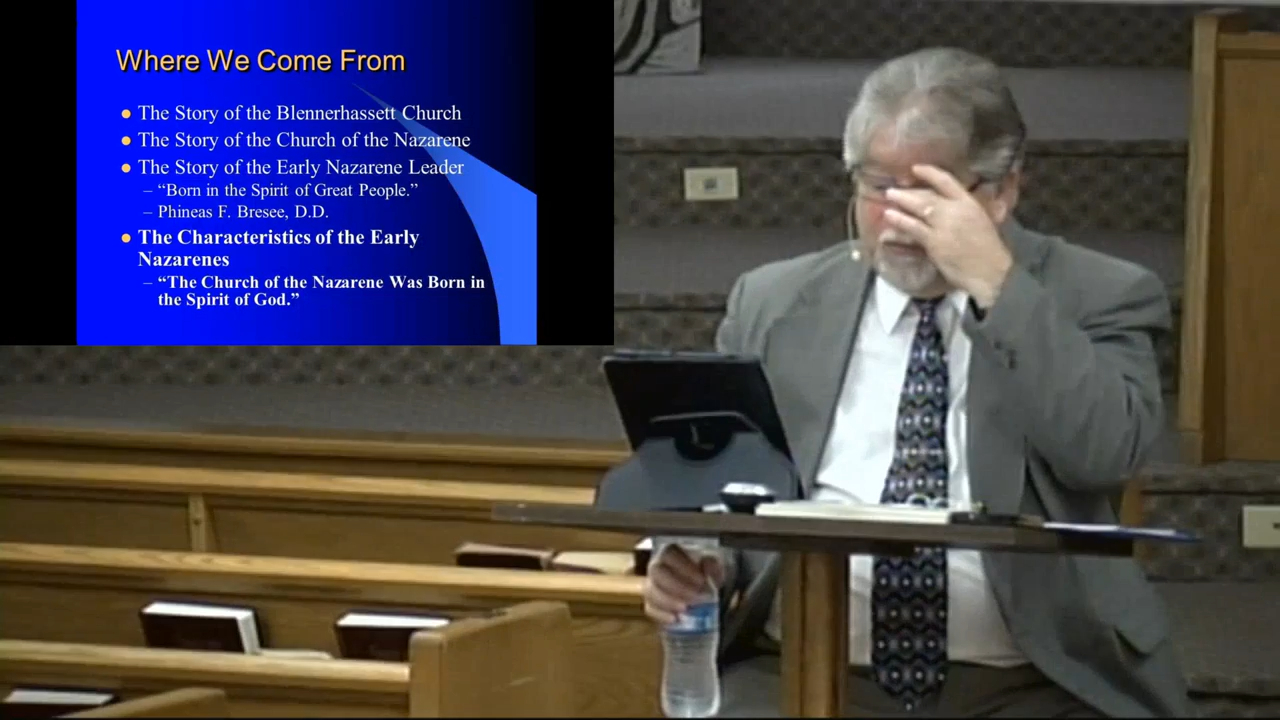 Where We Come From
The Story of the Blennerhassett Church
The Story of the Church of the Nazarene
The Story of the Early Nazarene Leader
– “Born in the Spirit of Great People.”
– Phineas F. Bresee, D.D.
The Characteristics of the Early
Nazarenes
– “The Church of the Nazarene Was Born in
the Spirit of God.”